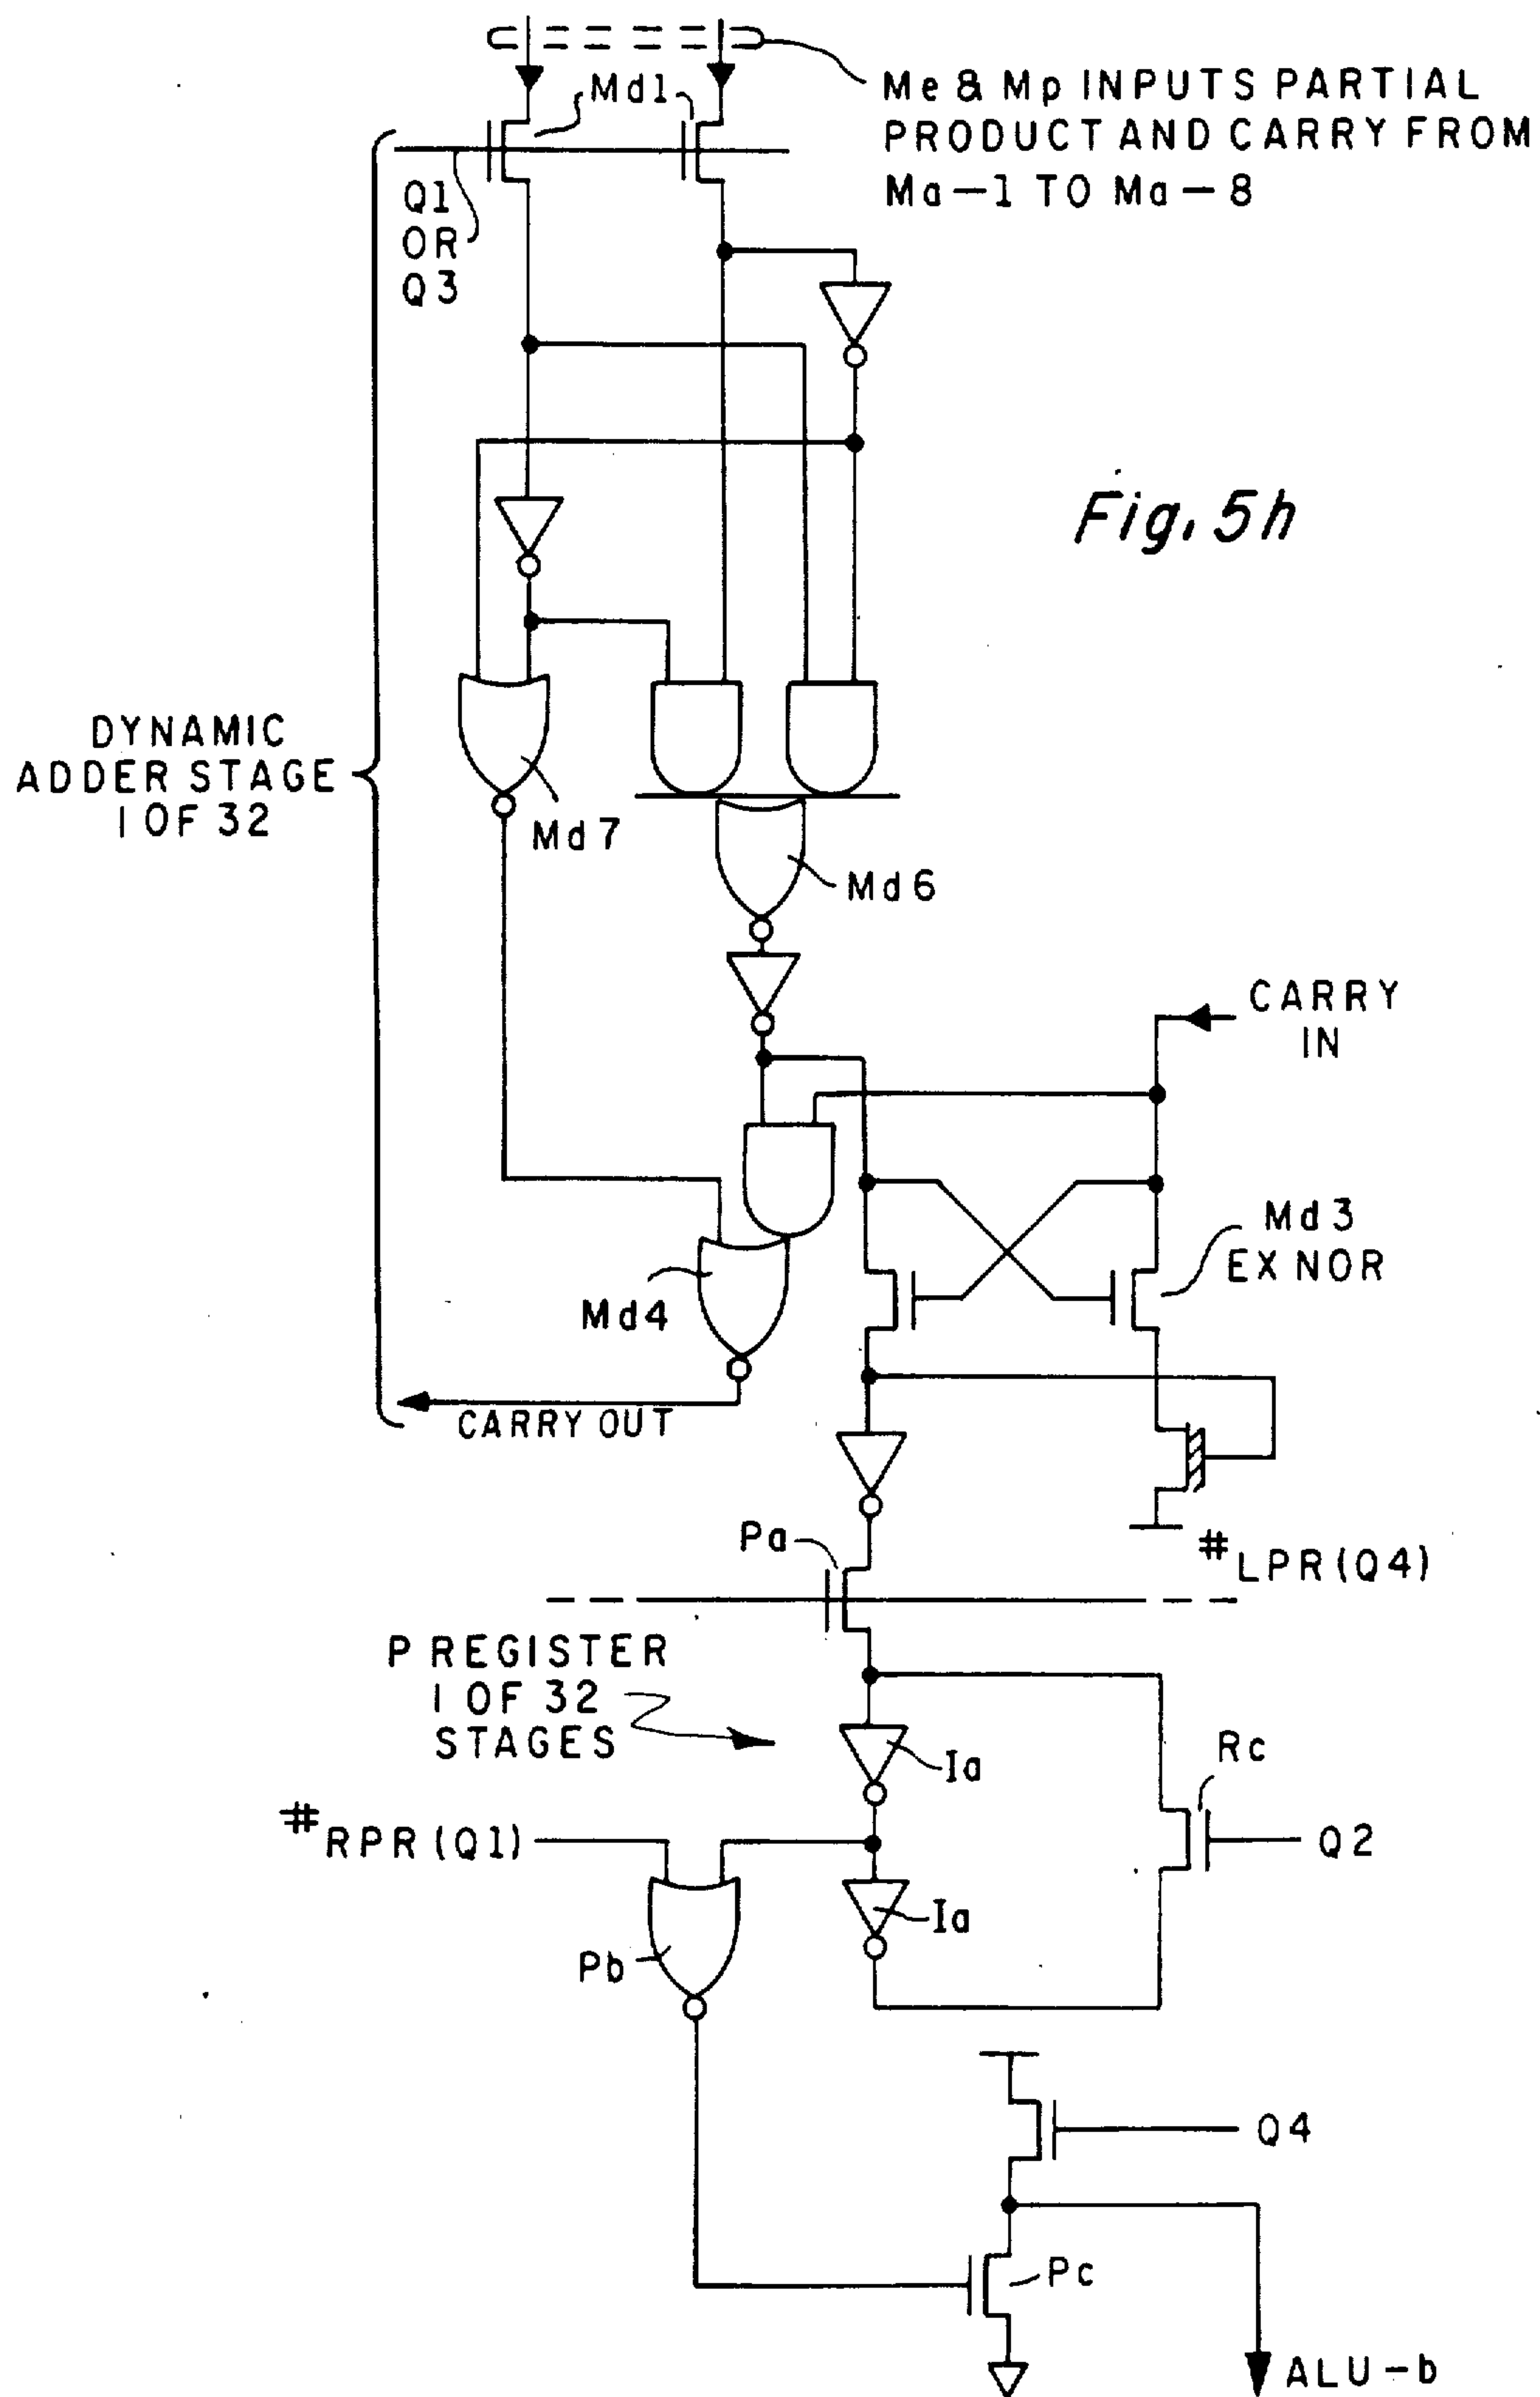 Md1
Me & Mp INPUTS PARTIAL
PRODUCT AND CARRY FROM
Ma-1 TO Ma-8
Q1
OR
Q3
Fig. 5h
DYNAMIC
ADDER STAGE
1 OF 32
Md7
Md6
CARRY
IN
Md3
EX NOR
Md4
CARRY OUT
Pa
#LPR(Q4)
P REGISTER
1 OF 32
STAGES
Ia
Rc
#RPR(Q1)
Q2
Ia
Pb
Q4
Pc
ALU-b